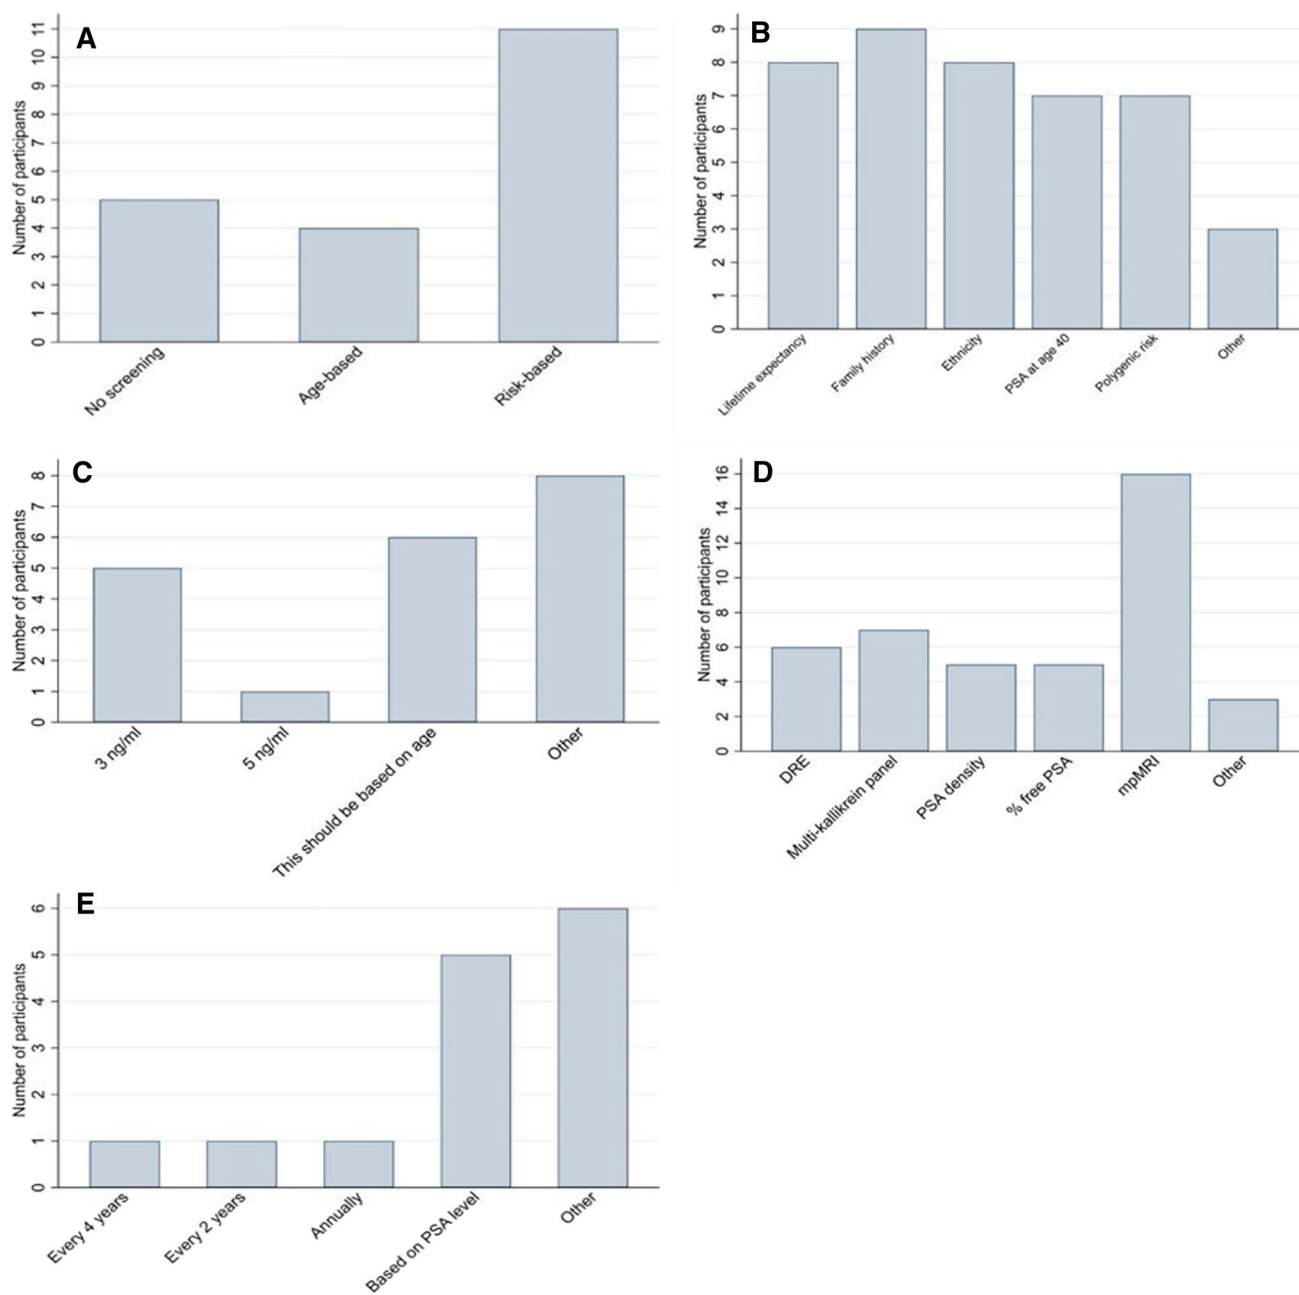 A
Number of participants
11
10
9
8
7
6
5
4
3
2
1
0
No screening
Age-based
Risk-based
B
Number of participants
9
8
7
6
5
4
3
2
1
0
Lifetime expectancy
Family history
Ethnicity
PSA at age 40
Polygenic risk
Other
C
Number of participants
8
7
6
5
4
3
2
1
0
3 ng/ml
5 ng/ml
This should be based on age
Other
D
Number of participants
16
14
12
10
8
6
4
2
0
DRE
Multi-kallikrein panel
PSA density
% free PSA
mpMRI
Other
E
Number of participants
6
5
4
3
2
1
0
Every 4 years
Every 2 years
Annually
Based on PSA level
Other